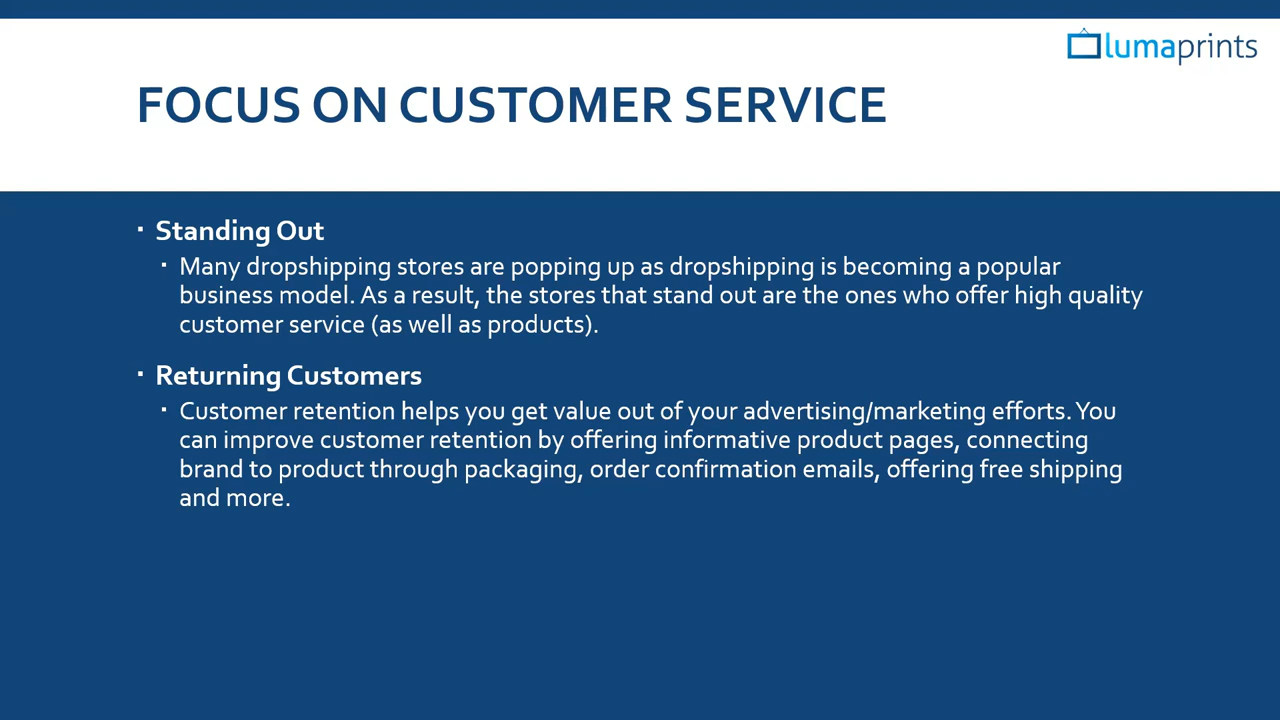 lumaprints
FOCUS ON CUSTOMER SERVICE
▪ Standing Out
▪ Many dropshipping stores are popping up as dropshipping is becoming a popular
business model. As a result, the stores that stand out are the ones who offer high quality
customer service (as well as products).
▪ Returning Customers
▪ Customer retention helps you get value out of your advertising/marketing efforts. You
can improve customer retention by offering informative product pages, connecting
brand to product through packaging, order confirmation emails, offering free shipping
and more.